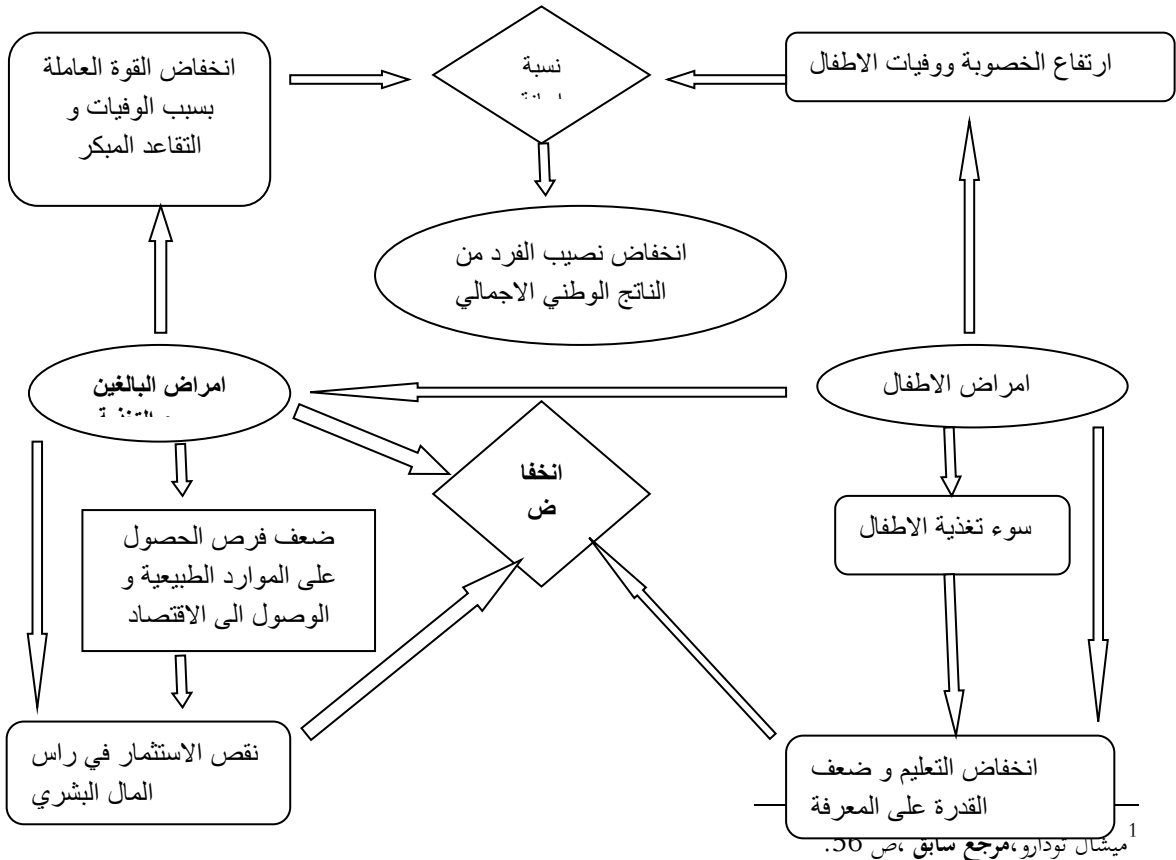 ارتفاع الخصوبة ووفيات الاطفال
نسبة
انخفاض القوة العاملة
بسبب الوفيات و
التقاعد المبكر
انخفاض نصيب الفرد من
الناتج الوطني الاجمالي
امراض الاطفال
امراض البالغين
انخفا
ض
سوء تغذية الاطفال
ضعف فرص الحصول
على الموارد الطبيعية و
الوصول الى الاقتصاد
انخفاض التعليم و ضعف
القدرة على المعرفة
نقص الاستثمار في راس
المال البشري
1 ميشال تودارو،مرجع سابق ،ص 56.